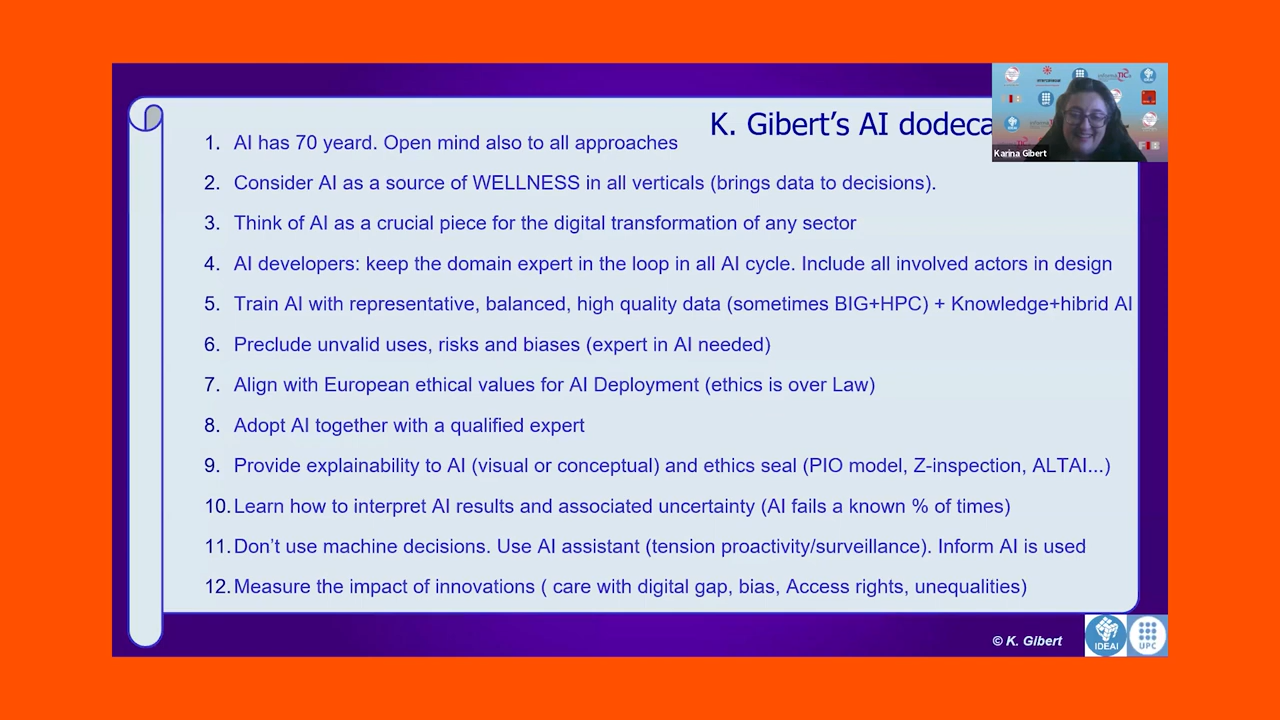 K. Gibert’s AI dodeca
1. AI has 70 yeard. Open mind also to all approaches
2. Consider AI as a source of WELLNESS in all verticals (brings data to decisions).
3. Think of AI as a crucial piece for the digital transformation of any sector
4. AI developers: keep the domain expert in the loop in all AI cycle. Include all involved actors in design
5. Train AI with representative, balanced, high quality data (sometimes BIG+HPC) + Knowledge+hibrid AI
6. Preclude unvalid uses, risks and biases (expert in AI needed)
7. Align with European ethical values for AI Deployment (ethics is over Law)
8. Adopt AI together with a qualified expert
9. Provide explainability to AI (visual or conceptual) and ethics seal (PIO model, Z-inspection, ALTAI...)
10. Learn how to interpret AI results and associated uncertainty (AI fails a known % of times)
11. Don’t use machine decisions. Use AI assistant (tension proactivity/surveillance). Inform AI is used
12. Measure the impact of innovations ( care with digital gap, bias, Access rights, unequalities)
Karina Gibert
© K. Gibert
IDEAI
UPC